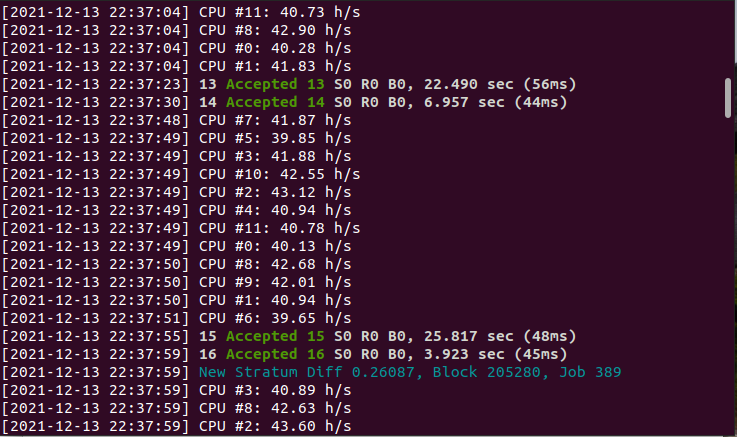 [2021-12-13 22:37:04] CPU #11: 40.73 h/s
[2021-12-13 22:37:04] CPU #8: 42.90 h/s
[2021-12-13 22:37:04] CPU #0: 40.28 h/s
[2021-12-13 22:37:04] CPU #1: 41.83 h/s
[2021-12-13 22:37:23] 13 Accepted 13 S0 R0 B0, 22.490 sec (56ms)
[2021-12-13 22:37:30] 14 Accepted 14 S0 R0 B0, 6.957 sec (44ms)
[2021-12-13 22:37:48] CPU #7: 41.87 h/s
[2021-12-13 22:37:49] CPU #5: 39.85 h/s
[2021-12-13 22:37:49] CPU #3: 41.88 h/s
[2021-12-13 22:37:49] CPU #10: 42.55 h/s
[2021-12-13 22:37:49] CPU #2: 43.12 h/s
[2021-12-13 22:37:49] CPU #4: 40.94 h/s
[2021-12-13 22:37:49] CPU #11: 40.78 h/s
[2021-12-13 22:37:49] CPU #0: 40.13 h/s
[2021-12-13 22:37:50] CPU #8: 42.68 h/s
[2021-12-13 22:37:50] CPU #9: 42.01 h/s
[2021-12-13 22:37:50] CPU #1: 40.94 h/s
[2021-12-13 22:37:51] CPU #6: 39.65 h/s
[2021-12-13 22:37:55] 15 Accepted 15 S0 R0 B0, 25.817 sec (48ms)
[2021-12-13 22:37:59] 16 Accepted 16 S0 R0 B0, 3.923 sec (45ms)
[2021-12-13 22:37:59] New Stratum Diff 0.26087, Block 205280, Job 389
[2021-12-13 22:37:59] CPU #3: 40.89 h/s
[2021-12-13 22:37:59] CPU #8: 42.63 h/s
[2021-12-13 22:37:59] CPU #2: 43.60 h/s